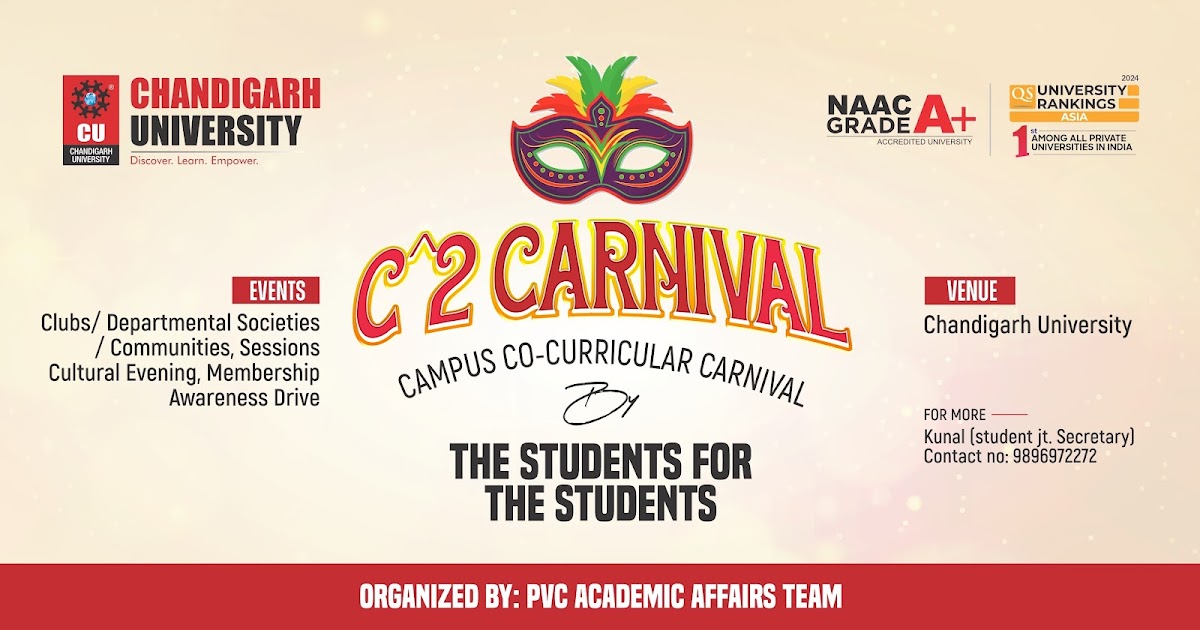 CU
CHANDIGARH
UNIVERSITY
®
CHANDIGARH
UNIVERSITY
Discover. Learn. Empower.
NAAC
GRADE A+
ACCREDITED UNIVERSITY
2024
QS UNIVERSITY
RANKINGS
ASIA
1st AMONG ALL PRIVATE
UNIVERSITIES IN INDIA
C^2 CARNIVAL
CAMPUS CO-CURRICULAR CARNIVAL
By
THE STUDENTS FOR
THE STUDENTS
EVENTS
Clubs/ Departmental Societies
/ Communities, Sessions
Cultural Evening, Membership
Awareness Drive
VENUE
Chandigarh University
FOR MORE
Kunal (student jt. Secretary)
Contact no: 9896972272
ORGANIZED BY: PVC ACADEMIC AFFAIRS TEAM